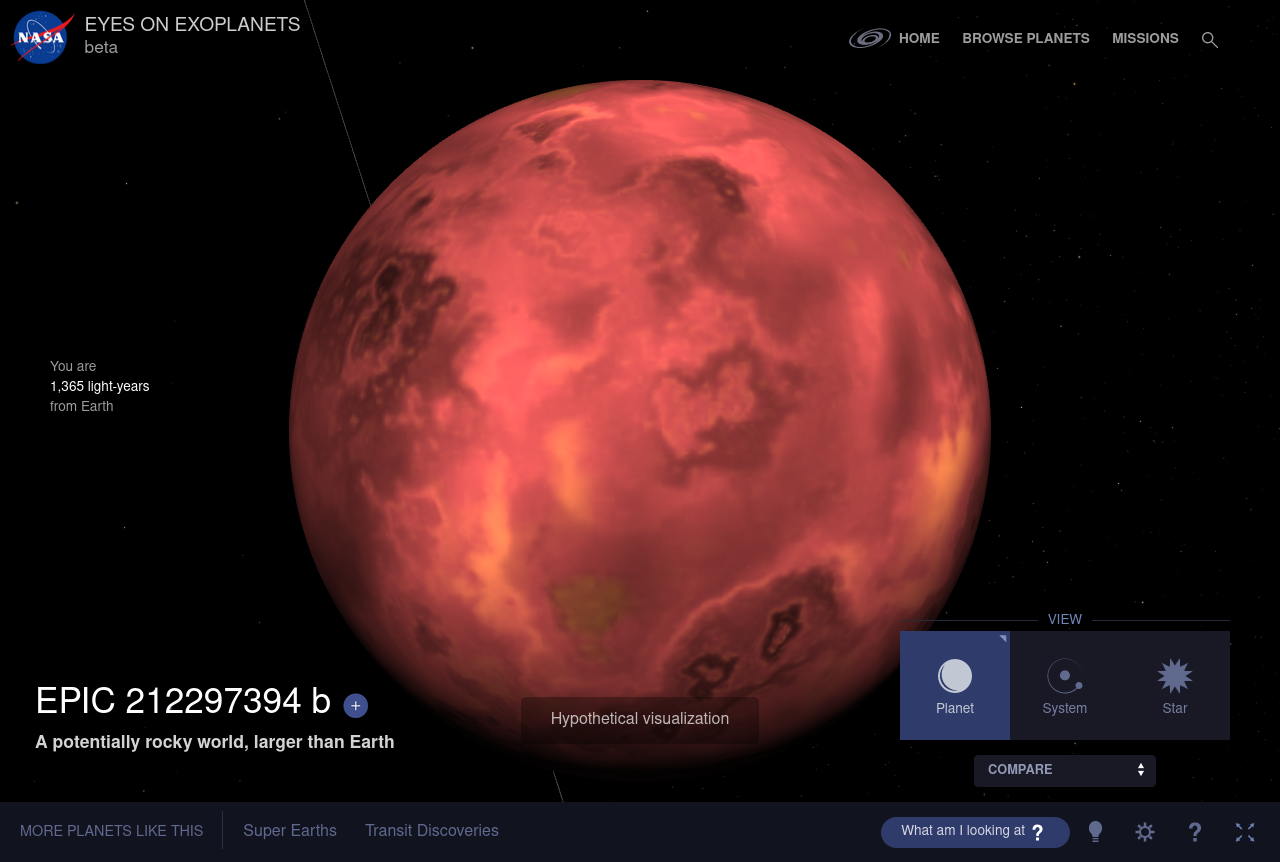 NASA
EYES ON EXOPLANETS
beta
HOME
BROWSE PLANETS
MISSIONS
You are
1,365 light-years
from Earth
VIEW
Planet
System
Star
EPIC 212297394 b +
A potentially rocky world, larger than Earth
Hypothetical visualization
COMPARE
MORE PLANETS LIKE THIS
Super Earths
Transit Discoveries
What am I looking at ?
?